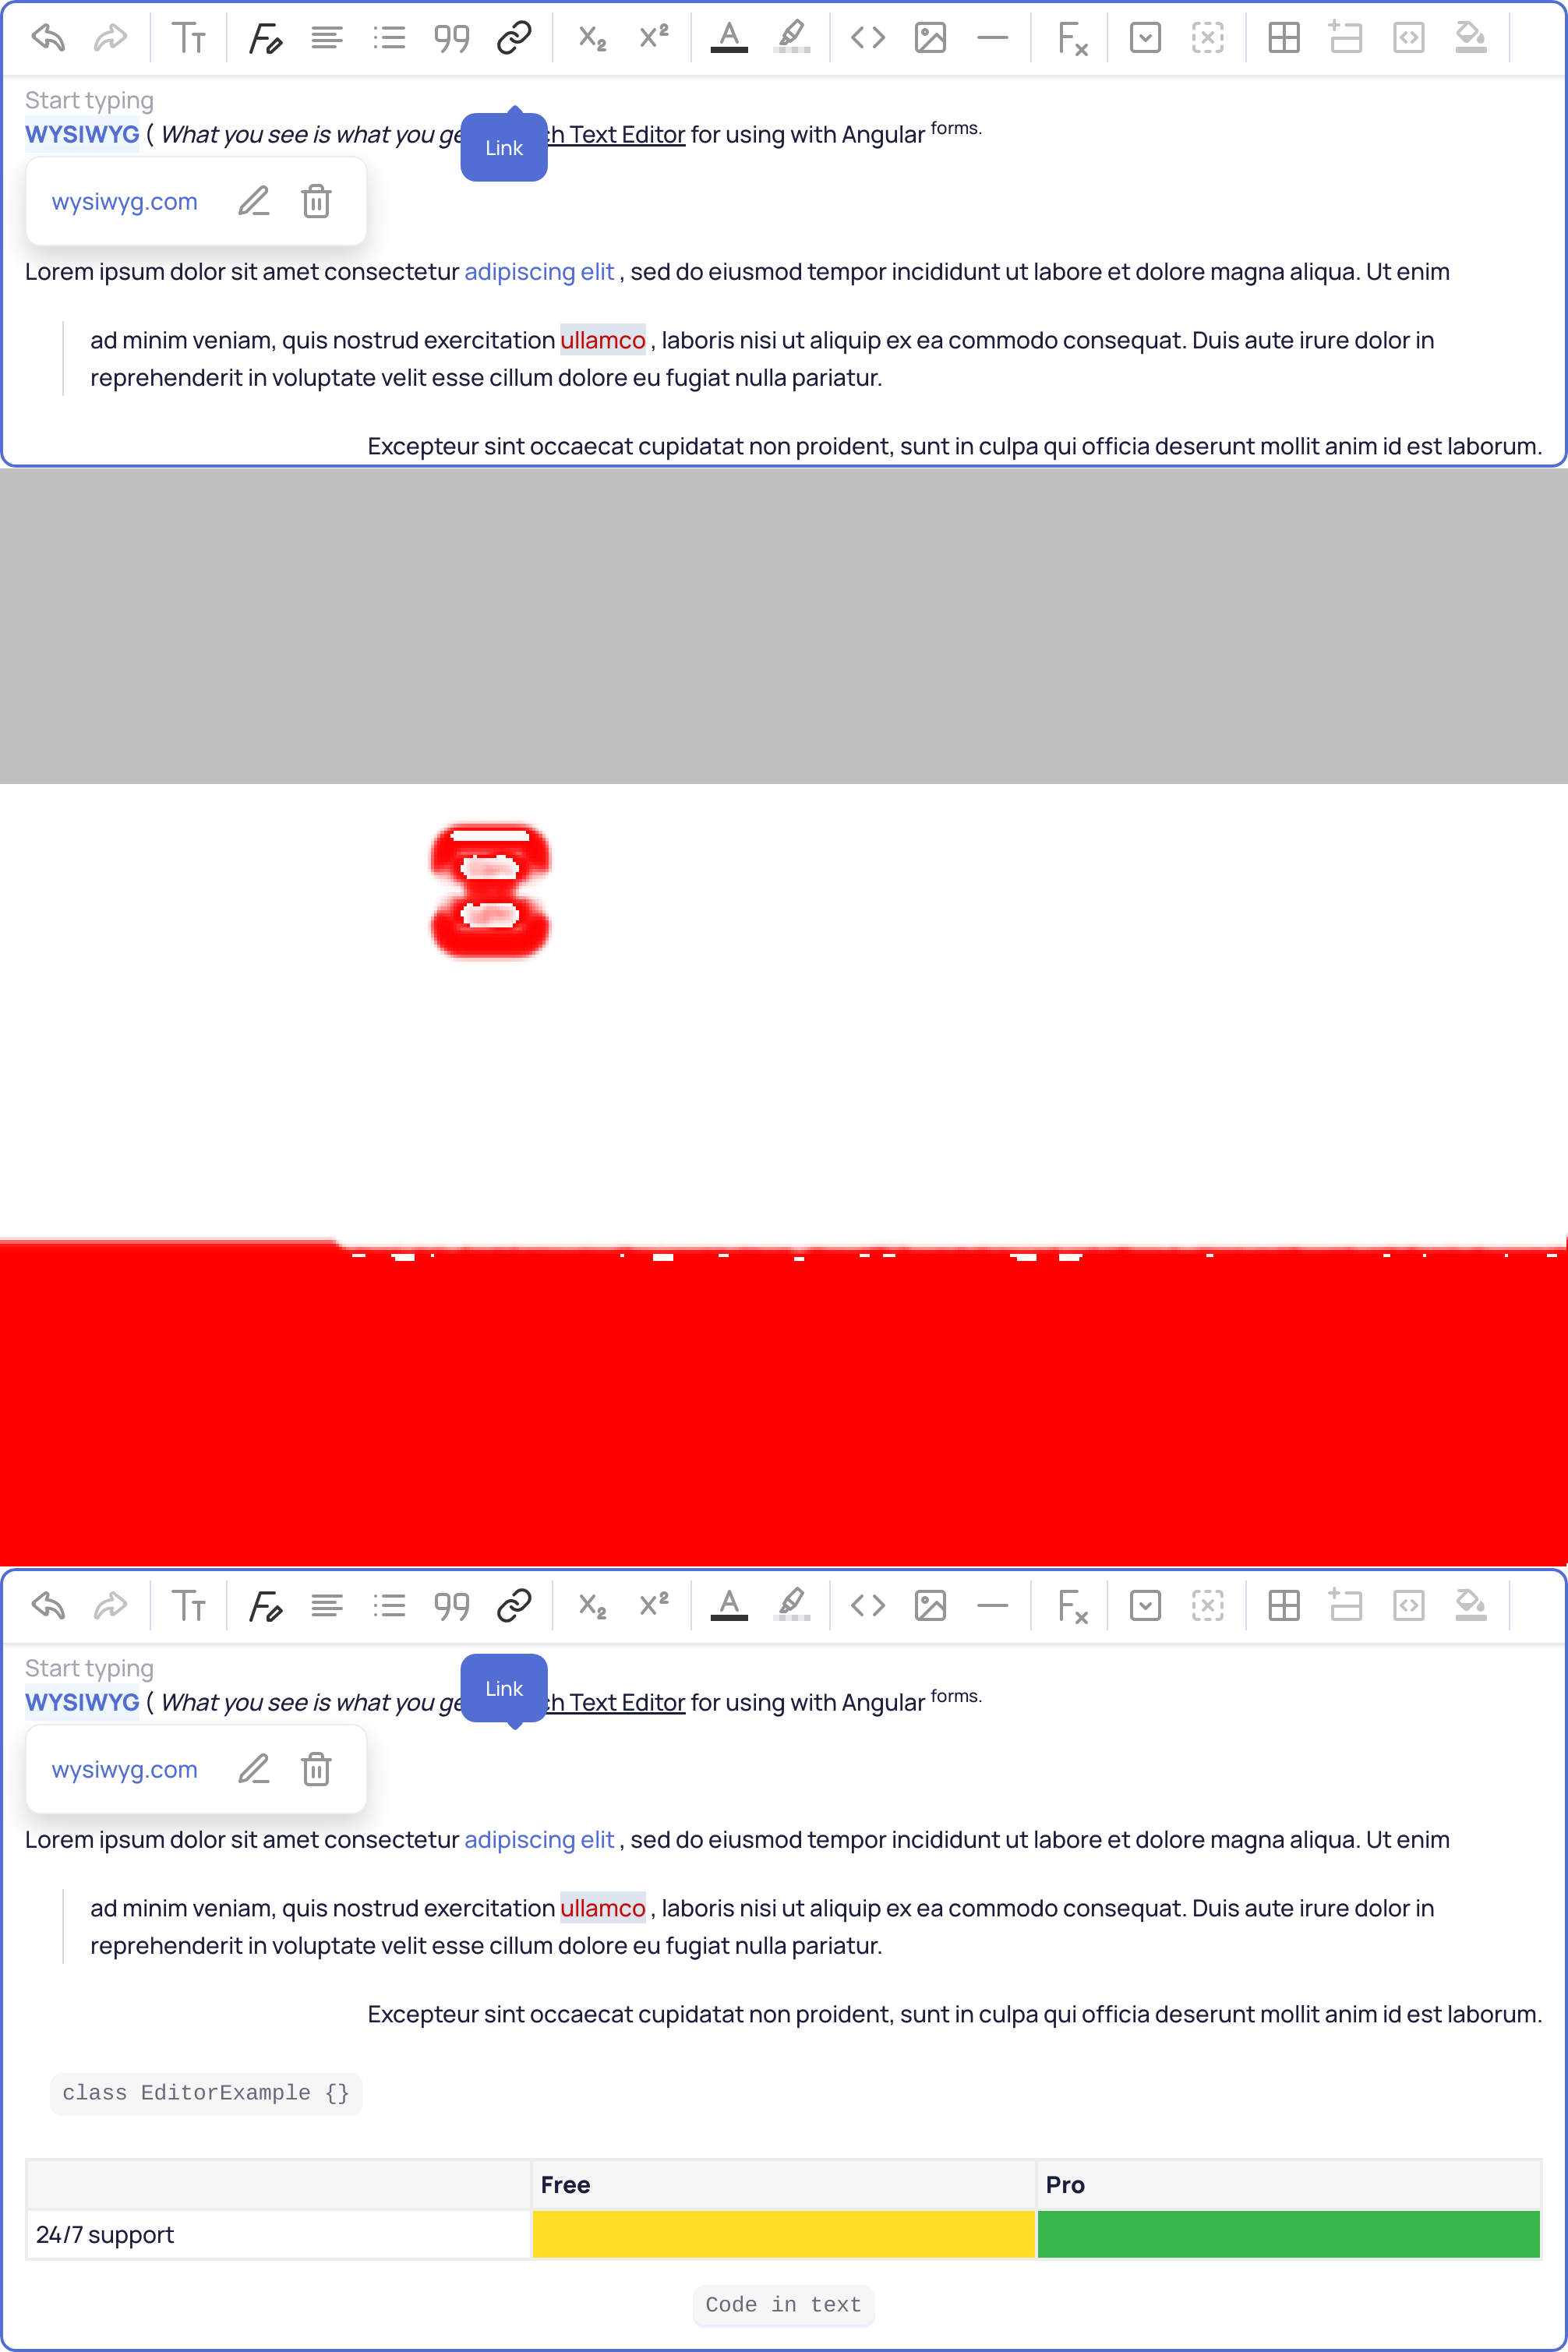 Start typing
WYSIWYG ( What you see is what you ge ch Text Editor for using with Angular forms.
Link
wysiwyg.com
Lorem ipsum dolor sit amet consectetur adipiscing elit , sed do eiusmod tempor incididunt ut labore et dolore magna aliqua. Ut enim
ad minim veniam, quis nostrud exercitation ullamco , laboris nisi ut aliquip ex ea commodo consequat. Duis aute irure dolor in
reprehenderit in voluptate velit esse cillum dolore eu fugiat nulla pariatur.
Excepteur sint occaecat cupidatat non proident, sunt in culpa qui officia deserunt mollit anim id est laborum.
Start typing
WYSIWYG ( What you see is what you ge ch Text Editor for using with Angular forms.
Link
wysiwyg.com
Lorem ipsum dolor sit amet consectetur adipiscing elit , sed do eiusmod tempor incididunt ut labore et dolore magna aliqua. Ut enim
ad minim veniam, quis nostrud exercitation ullamco , laboris nisi ut aliquip ex ea commodo consequat. Duis aute irure dolor in
reprehenderit in voluptate velit esse cillum dolore eu fugiat nulla pariatur.
Excepteur sint occaecat cupidatat non proident, sunt in culpa qui officia deserunt mollit anim id est laborum.
class EditorExample {}
Free Pro
24/7 support
Code in text